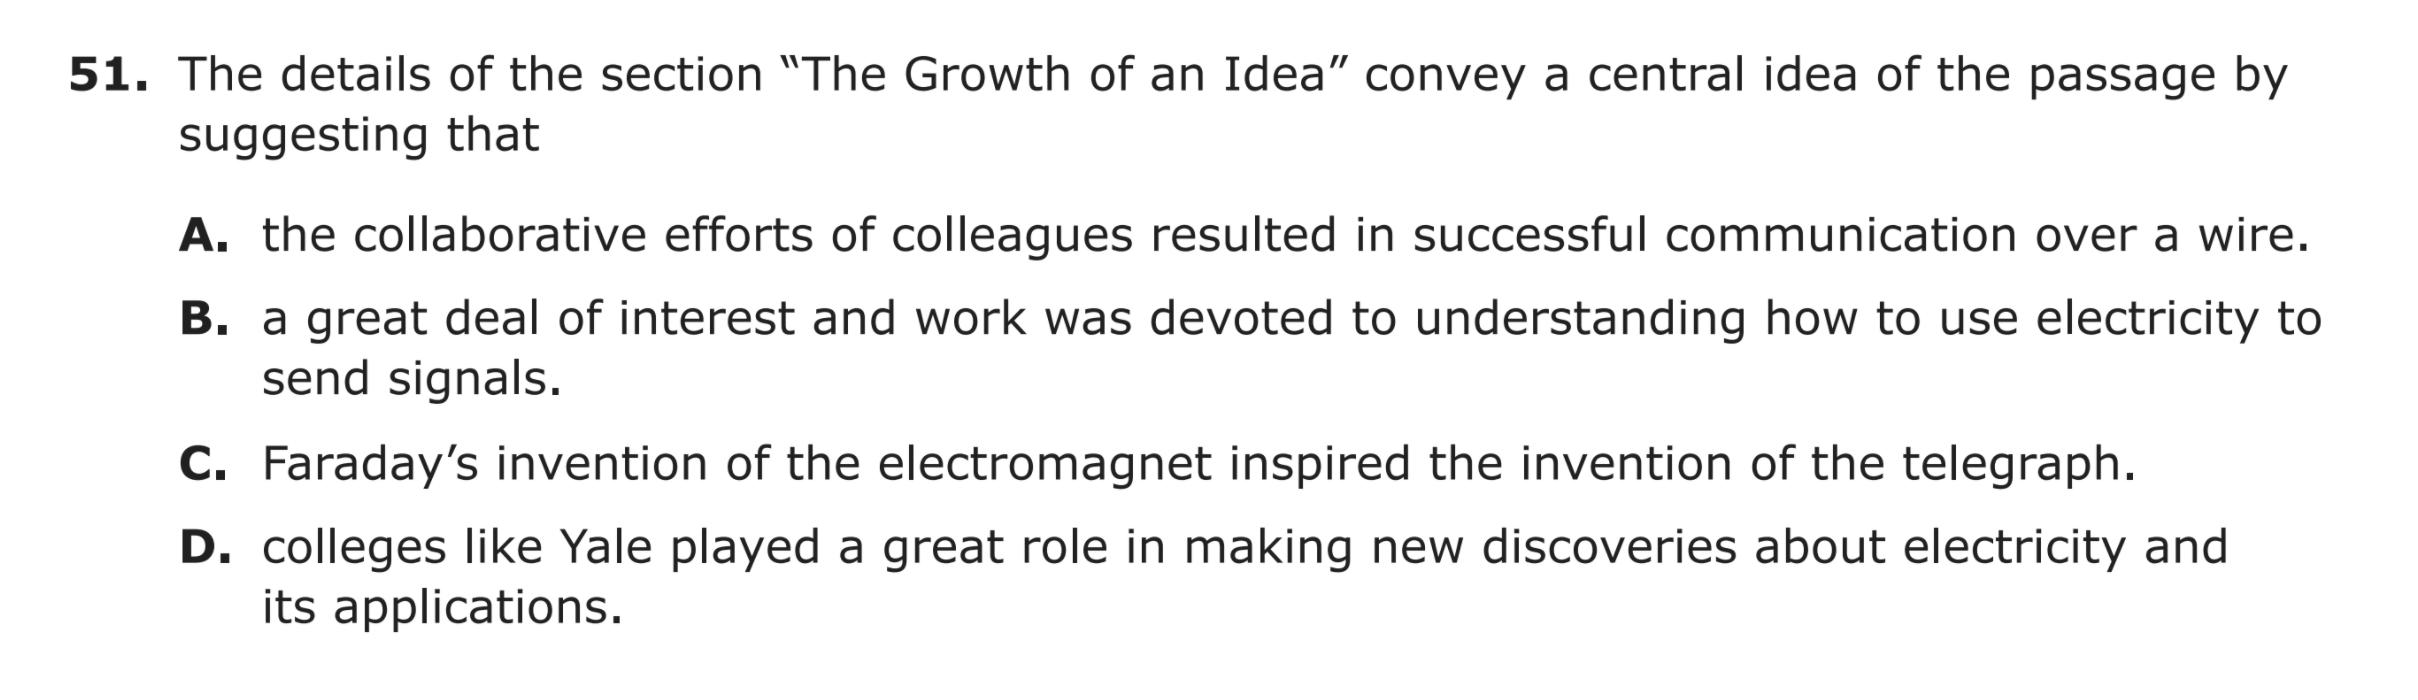 51. The details of the section “The Growth of an Idea” convey a central idea of the passage by
suggesting that
A. the collaborative efforts of colleagues resulted in successful communication over a wire.
B. a great deal of interest and work was devoted to understanding how to use electricity to
send signals.
C. Faraday’s invention of the electromagnet inspired the invention of the telegraph.
D. colleges like Yale played a great role in making new discoveries about electricity and
its applications.